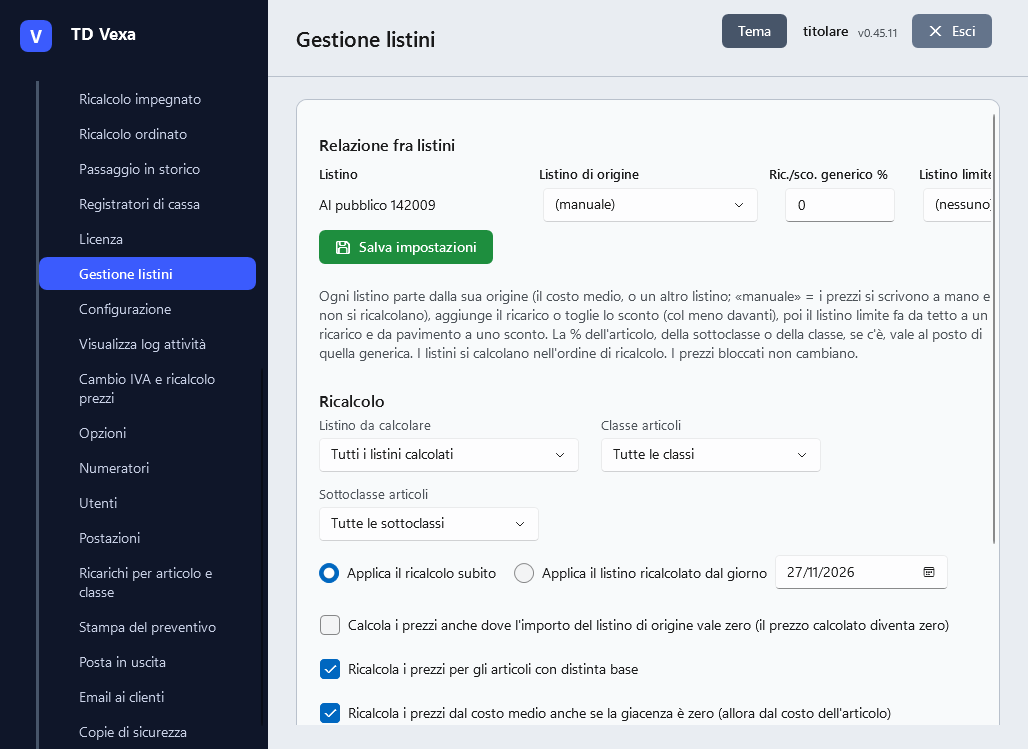 V
TD Vexa
Ricalcolo impegnato
Ricalcolo ordinato
Passaggio in storico
Registratori di cassa
Licenza
Gestione listini
Configurazione
Visualizza log attività
Cambio IVA e ricalcolo
prezzi
Opzioni
Numeratori
Utenti
Postazioni
Ricarichi per articolo e
classe
Stampa del preventivo
Posta in uscita
Email ai clienti
Copie di sicurezza
Gestione listini
Tema
titolare v0.45.11
Esci
Relazione fra listini
Listino Listino di origine Ric./sco. generico % Listino limite
Al pubblico 142009 (manuale) 0 (nessuno)
Salva impostazioni
Ogni listino parte dalla sua origine (il costo medio, o un altro listino; «manuale» = i prezzi si scrivono a mano e
non si ricalcolano), aggiunge il ricarico o toglie lo sconto (col meno davanti), poi il listino limite fa da tetto a un
ricarico e da pavimento a uno sconto. La % dell'articolo, della sottoclasse o della classe, se c'è, vale al posto di
quella generica. I listini si calcolano nell'ordine di ricalcolo. I prezzi bloccati non cambiano.
Ricalcolo
Listino da calcolare Classe articoli
Tutti i listini calcolati Tutte le classi
Sottoclasse articoli
Tutte le sottoclassi
Applica il ricalcolo subito Applica il listino ricalcolato dal giorno 27/11/2026
Calcola i prezzi anche dove l'importo del listino di origine vale zero (il prezzo calcolato diventa zero)
Ricalcola i prezzi per gli articoli con distinta base
Ricalcola i prezzi dal costo medio anche se la giacenza è zero (allora dal costo dell'articolo)